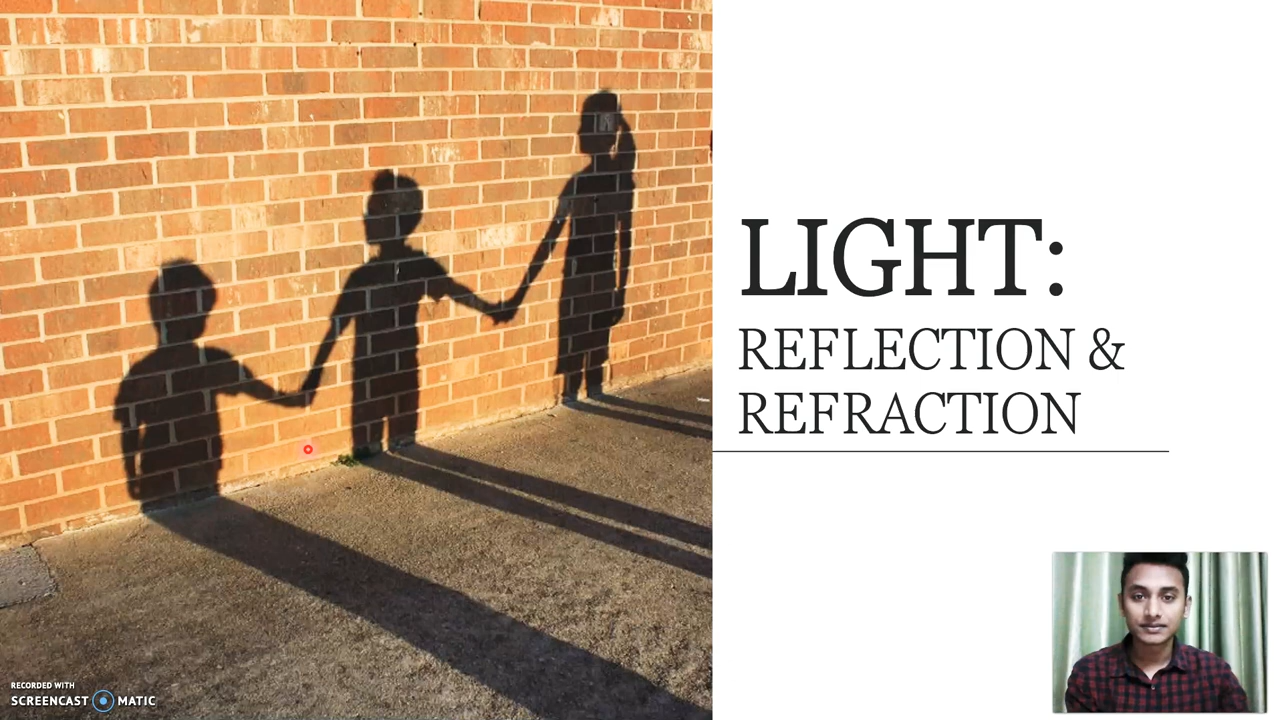 LIGHT:
REFLECTION &
REFRACTION
RECORDED WITH
SCREENCAST MATIC